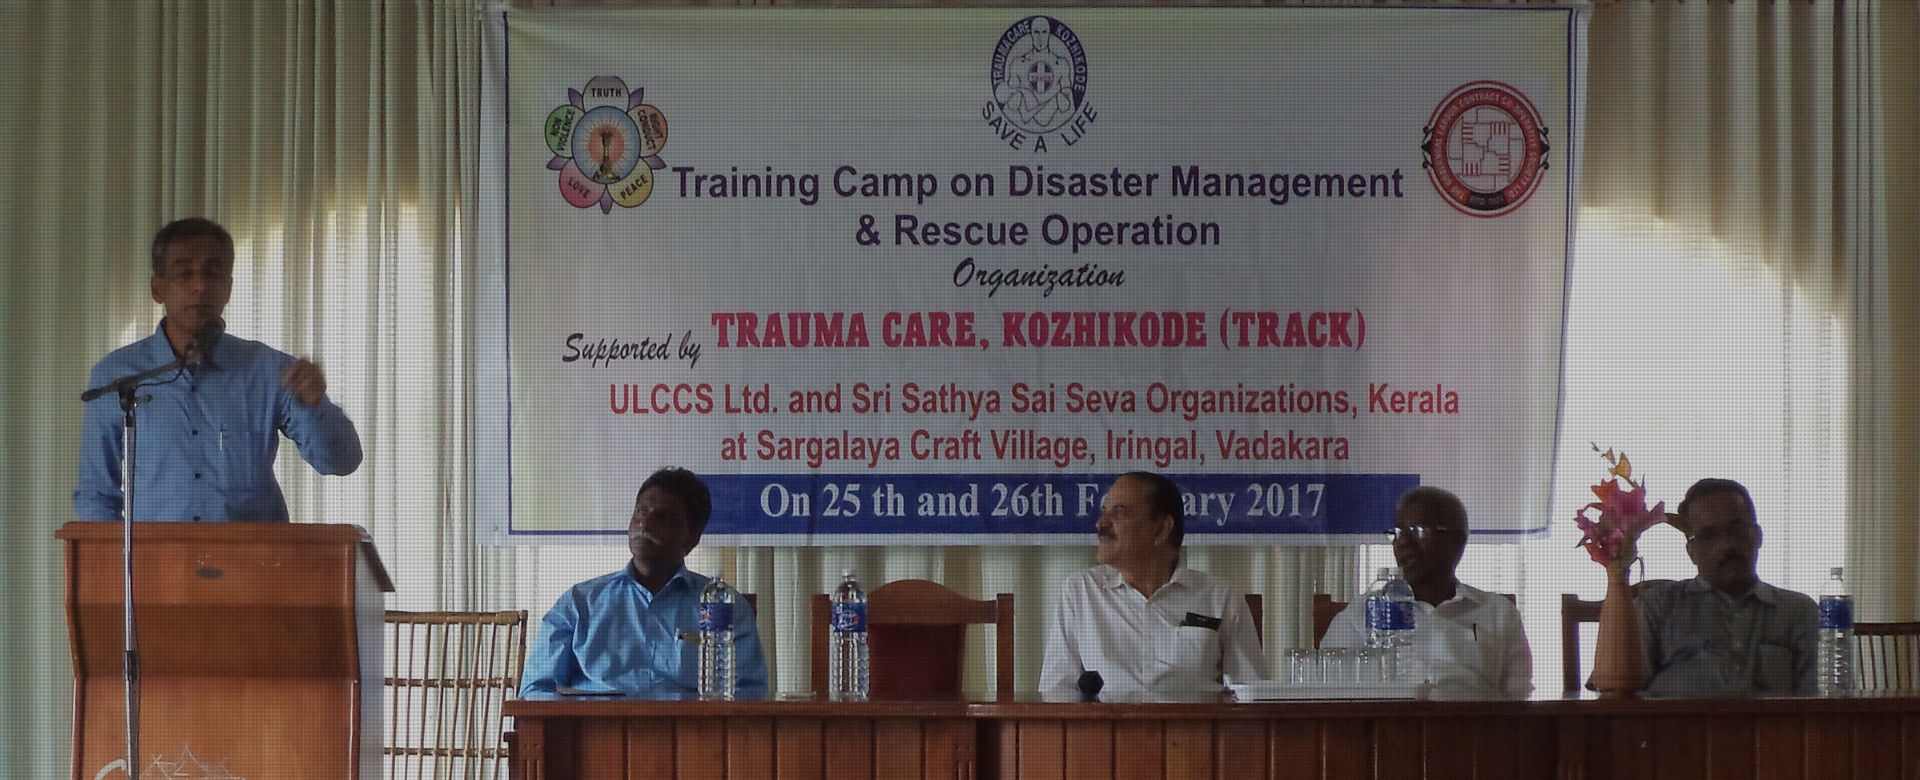 TRAUMA CARE KOZHIKODE
SAVE A LIFE
TRUTH
NON VIOLENCE
RIGHT CONDUCT
LOVE
PEACE
Training Camp on Disaster Management
& Rescue Operation
Organization
TRAUMA CARE, KOZHIKODE (TRACK)
Supported by
ULCCS Ltd. and Sri Sathya Sai Seva Organizations, Kerala
at Sargalaya Craft Village, Iringal, Vadakara
On 25 th and 26th F ary 2017